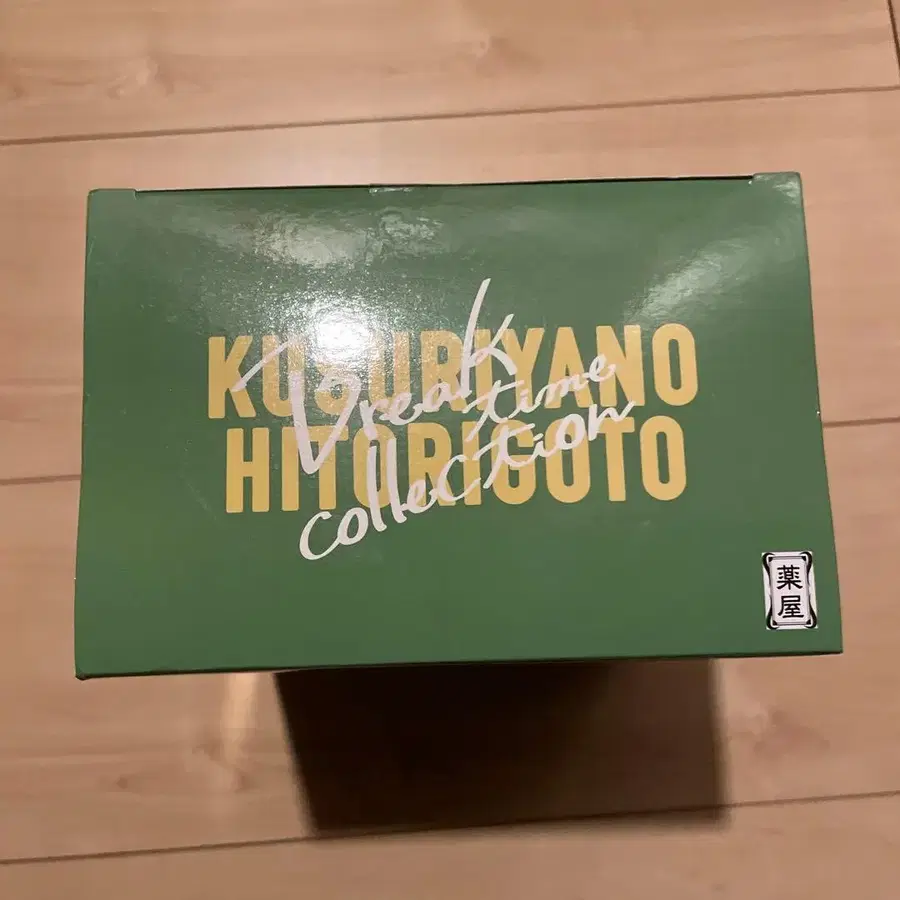 KUSURIYANO
HITORIGOTO
Break
time
collection
薬屋